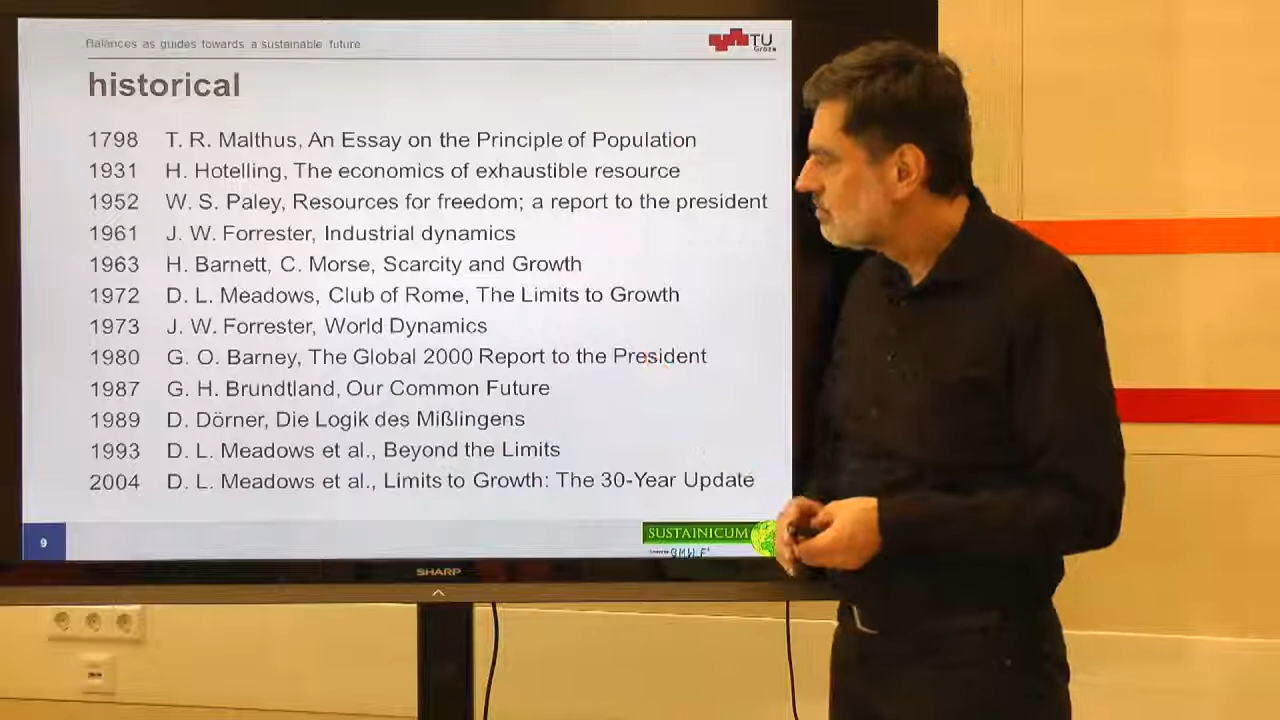 Balances as guides towards a sustainable future
TU
Graz
historical
1798 T. R. Malthus, An Essay on the Principle of Population
1931 H. Hotelling, The economics of exhaustible resource
1952 W. S. Paley, Resources for freedom; a report to the president
1961 J. W. Forrester, Industrial dynamics
1963 H. Barnett, C. Morse, Scarcity and Growth
1972 D. L. Meadows, Club of Rome, The Limits to Growth
1973 J. W. Forrester, World Dynamics
1980 G. O. Barney, The Global 2000 Report to the President
1987 G. H. Brundtland, Our Common Future
1989 D. Dörner, Die Logik des Mißlingens
1993 D. L. Meadows et al., Beyond the Limits
2004 D. L. Meadows et al., Limits to Growth: The 30-Year Update
9
SUSTAINICUM
SHARP